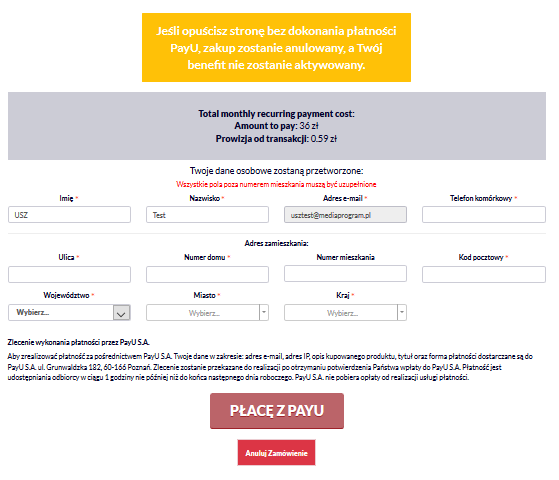 Jeśli opuścisz stronę bez dokonania płatności
PayU, zakup zostanie anulowany, a Twój
benefit nie zostanie aktywowany.
Total monthly recurring payment cost:
Amount to pay: 36 zł
Prowizja od transakcji: 0.59 zł
Twoje dane osobowe zostaną przetworzone:
Wszystkie pola poza numerem mieszkania muszą być uzupełnione
Imię * Nazwisko * Adres e-mail * Telefon komórkowy *
USZ Test usztest@mediaprogram.pl
Adres zamieszkania:
Ulica * Numer domu * Numer mieszkania Kod pocztowy *
Województwo * Miasto * Kraj *
Wybierz... Wybierz... Wybierz...
Zlecenie wykonania płatności przez PayU S.A.
Aby zrealizować płatność za pośrednictwem PayU S.A. Twoje dane w zakresie: adres e-mail, adres IP, opis kupowanego produktu, tytuł oraz forma płatności dostarczane są do
PayU S.A. ul. Grunwaldzka 182, 60-166 Poznań. Zlecenie zostanie przekazane do realizacji po otrzymaniu potwierdzenia Państwa wpłaty do PayU S.A. Płatność jest
udostępniania odbiorcy w ciągu 1 godziny nie później niż do końca następnego dnia roboczego. PayU S.A. nie pobiera opłaty od realizacji usługi płatności.
PŁACĘ Z PAYU
Anuluj Zamówienie